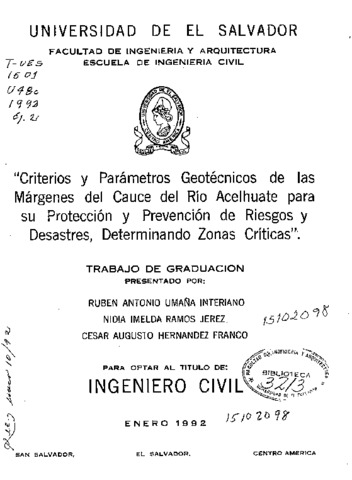 UNIVERSIDAD DE EL SALVADOR
FACULTAD DE INGENIERIA Y ARQUITECTURA
ESCUELA DE INGENIERIA CIVIL
T-UES
1501
U48c
1992
Ej. 2
"Criterios y Parámetros Geotécnicos de las
Márgenes del Cauce del Río Acelhuate para
su Protección y Prevención de Riesgos y
Desastres, Determinando Zonas Críticas".
TRABAJO DE GRADUACION
PRESENTADO POR:
RUBEN ANTONIO UMAÑA INTERIANO
NIDIA IMELDA RAMOS JEREZ
CESAR AUGUSTO HERNANDEZ FRANCO
15102098
PARA OPTAR AL TITULO DE:
INGENIERO CIVIL
BIBLIOTECA
ENERO 1992
15102098
SAN SALVADOR,
EL SALVADOR,
CENTRO AMERICA